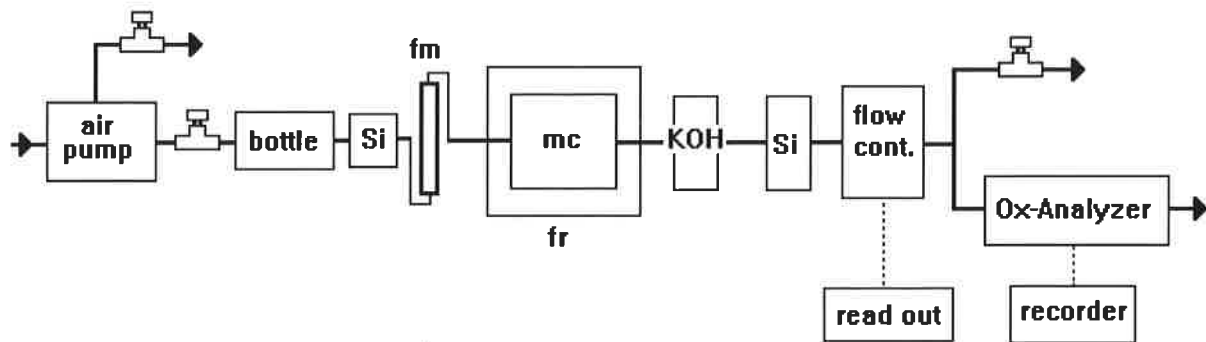 air
pump
bottle
Si
fm
mc
fr
KOH
Si
flow
cont.
read out
Ox-Analyzer
recorder